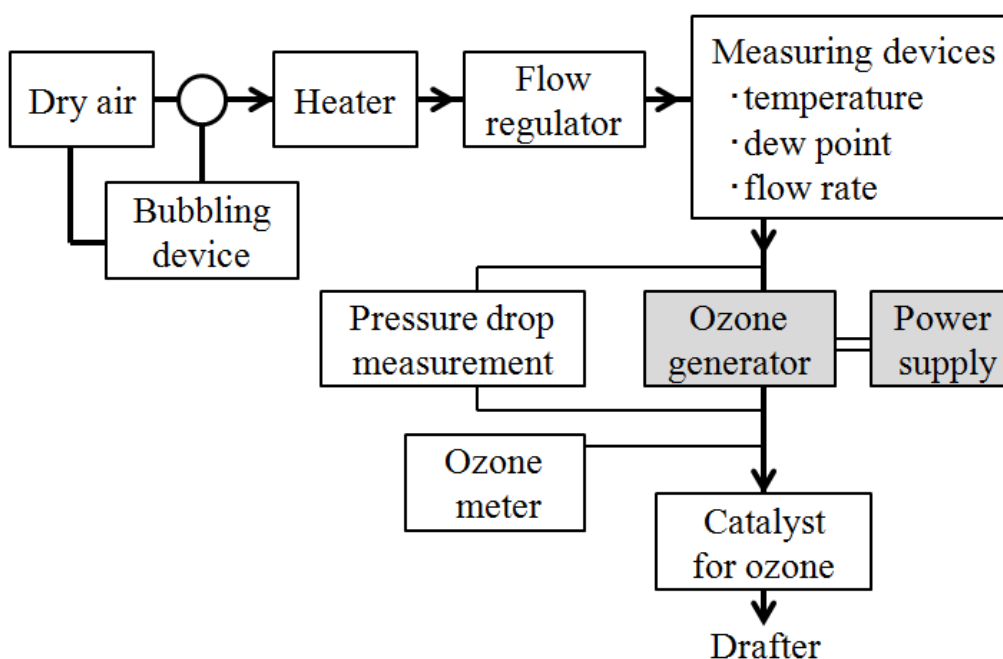 Dry air
Heater
Flow
regulator
Measuring devices
・temperature
・dew point
・flow rate
Bubbling
device
Pressure drop
measurement
Ozone
generator
Power
supply
Ozone
meter
Catalyst
for ozone
Drafter